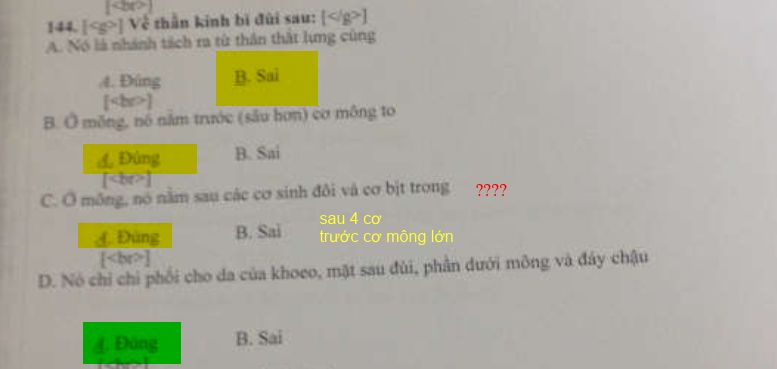 [<br>]
144. [<g>] Về thần kinh bì đùi sau: [</g>]
A. Nó là nhánh tách ra từ thân thắt lưng cùng
A. Đúng B. Sai
[<br>]
B. Ở mông, nó nằm trước (sâu hơn) cơ mông to
A. Đúng B. Sai
[<br>]
C. Ở mông, nó nằm sau các cơ sinh đôi và cơ bịt trong ????
A. Đúng B. Sai
sau 4 cơ
trước cơ mông lớn
[<br>]
D. Nó chỉ chi phối cho da của khoeo, mặt sau đùi, phần dưới mông và đáy chậu
A. Đúng B. Sai
[<br>]